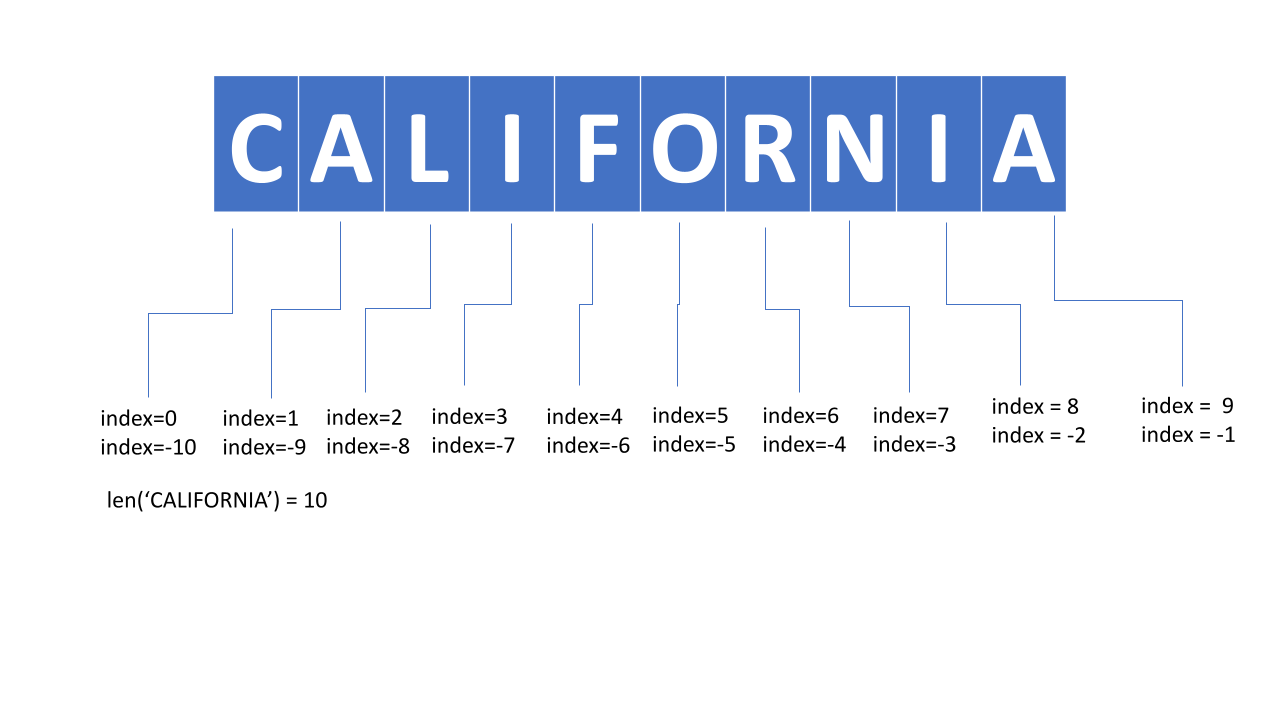 CALIFORNIA
index=0 index=1 index=2 index=3 index=4 index=5 index=6 index=7 index = 8 index =  9
index=-10 index=-9 index=-8 index=-7 index=-6 index=-5 index=-4 index=-3 index = -2 index = -1
len(‘CALIFORNIA’) = 10